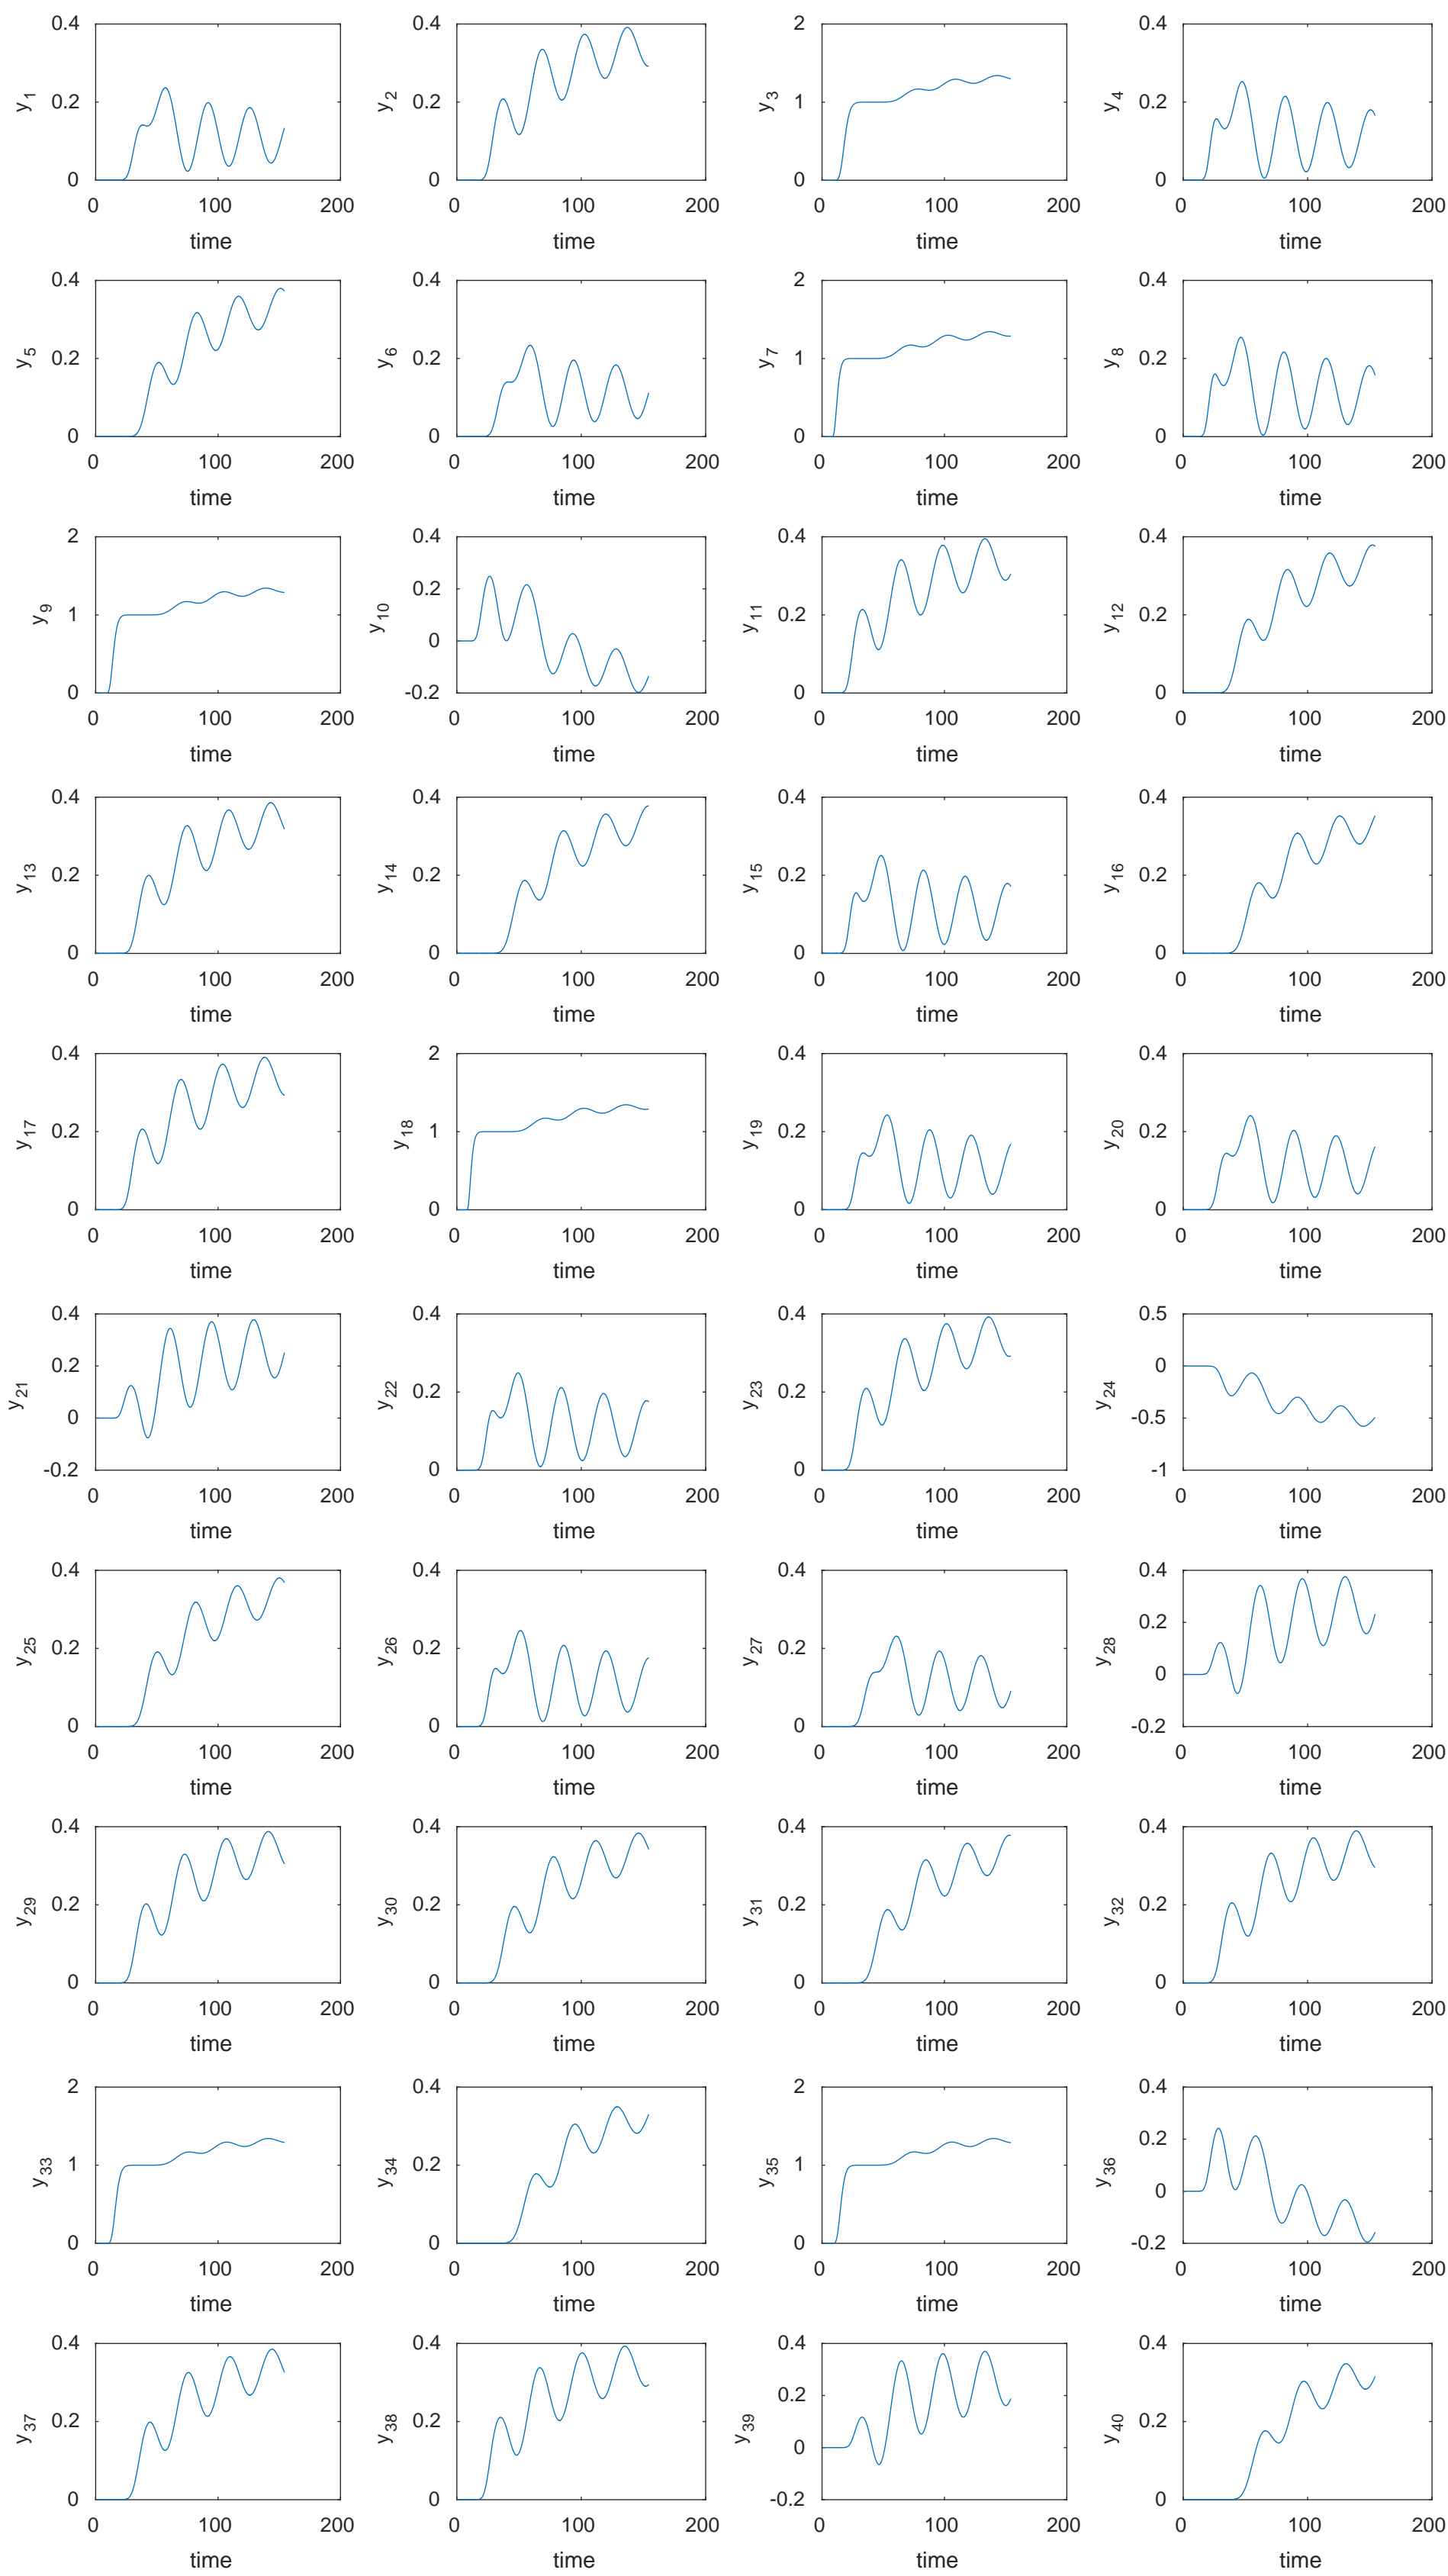 0.4 0.4 2 0.4
y1 0.2 y2 0.2 y3 1 y4 0.2
0 0 0 0
0 100 200 0 100 200 0 100 200 0 100 200
time time time time
0.4 0.4 2 0.4
y5 0.2 y6 0.2 y7 1 y8 0.2
0 0 0 0
0 100 200 0 100 200 0 100 200 0 100 200
time time time time
2 0.4 0.4 0.4
0.2
y9 1 y10 y11 0.2 y12 0.2
0
0 -0.2 0 0
0 100 200 0 100 200 0 100 200 0 100 200
time time time time
0.4 0.4 0.4 0.4
y13 0.2 y14 0.2 y15 0.2 y16 0.2
0 0 0 0
0 100 200 0 100 200 0 100 200 0 100 200
time time time time
0.4 2 0.4 0.4
y17 0.2 y18 1 y19 0.2 y20 0.2
0 0 0 0
0 100 200 0 100 200 0 100 200 0 100 200
time time time time
0.4 0.4 0.4 0.5
0.2 0
y21 y22 0.2 y23 0.2 y24
0 -0.5
-0.2 0 0 -1
0 100 200 0 100 200 0 100 200 0 100 200
time time time time
0.4 0.4 0.4 0.4
0.2
y25 0.2 y26 0.2 y27 0.2 y28
0
0 0 0 -0.2
0 100 200 0 100 200 0 100 200 0 100 200
time time time time
0.4 0.4 0.4 0.4
y29 0.2 y30 0.2 y31 0.2 y32 0.2
0 0 0 0
0 100 200 0 100 200 0 100 200 0 100 200
time time time time
2 0.4 2 0.4
0.2
y33 1 y34 0.2 y35 1 y36
0
0 0 0 -0.2
0 100 200 0 100 200 0 100 200 0 100 200
time time time time
0.4 0.4 0.4 0.4
0.2
y37 0.2 y38 0.2 y39 y40 0.2
0
0 0 -0.2 0
0 100 200 0 100 200 0 100 200 0 100 200
time time time time